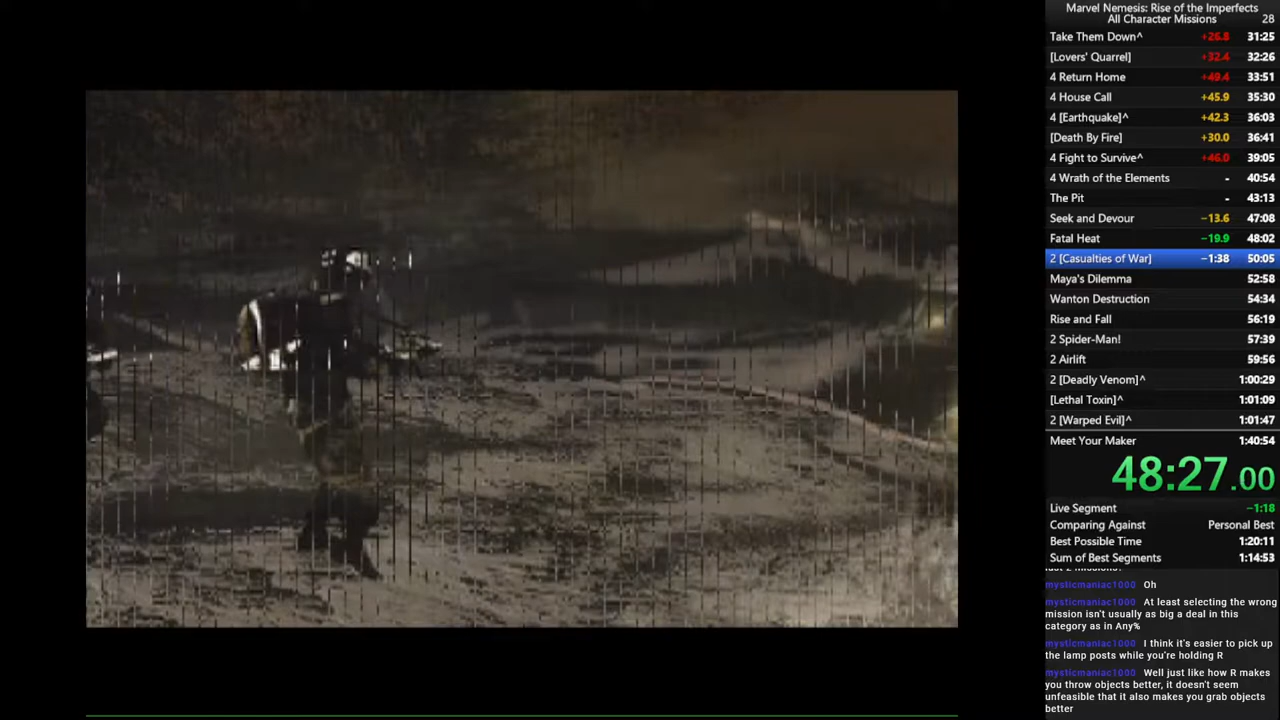 Marvel Nemesis: Rise of the Imperfects
All Character Missions 28
Take Them Down^ +26.8 31:25
[Lovers' Quarrel] +32.4 32:26
4 Return Home +49.4 33:51
4 House Call +45.9 35:30
4 [Earthquake]^ +42.3 36:03
[Death By Fire] +30.0 36:41
4 Fight to Survive^ +46.0 39:05
4 Wrath of the Elements - 40:54
The Pit - 43:13
Seek and Devour −13.6 47:08
Fatal Heat −19.9 48:02
2 [Casualties of War] −1:38 50:05
Maya's Dilemma 52:58
Wanton Destruction 54:34
Rise and Fall 56:19
2 Spider-Man! 57:39
2 Airlift 59:56
2 [Deadly Venom]^ 1:00:29
[Lethal Toxin]^ 1:01:09
2 [Warped Evil]^ 1:01:47
Meet Your Maker 1:40:54
48:27.00
Live Segment −1:18
Comparing Against Personal Best
Best Possible Time 1:20:11
Sum of Best Segments 1:14:53
mysticmaniac1000 Oh
mysticmaniac1000 At least selecting the wrong
mission isn't usually as big a deal in this
category as in Any%
mysticmaniac1000 I think it's easier to pick up
the lamp posts while you're holding R
mysticmaniac1000 Well just like how R makes
you throw objects better, it doesn't seem
unfeasible that it also makes you grab objects
better